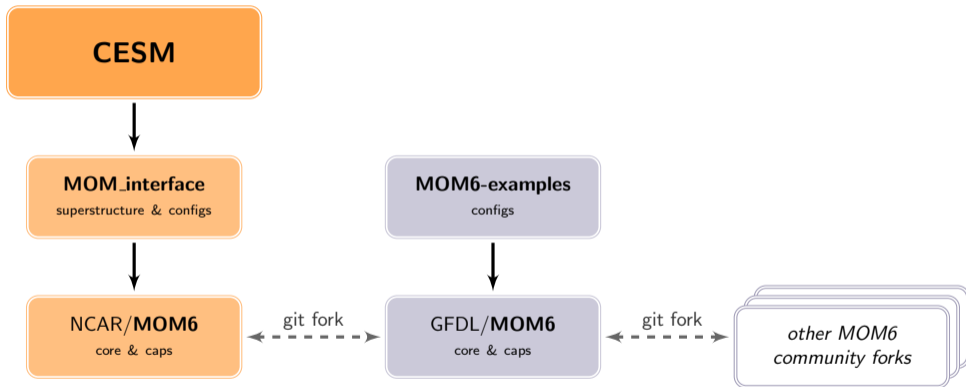 CESM
MOM_interface
superstructure & configs
MOM6-examples
configs
NCAR/MOM6
core & caps
git fork
GFDL/MOM6
core & caps
git fork
other MOM6
community forks